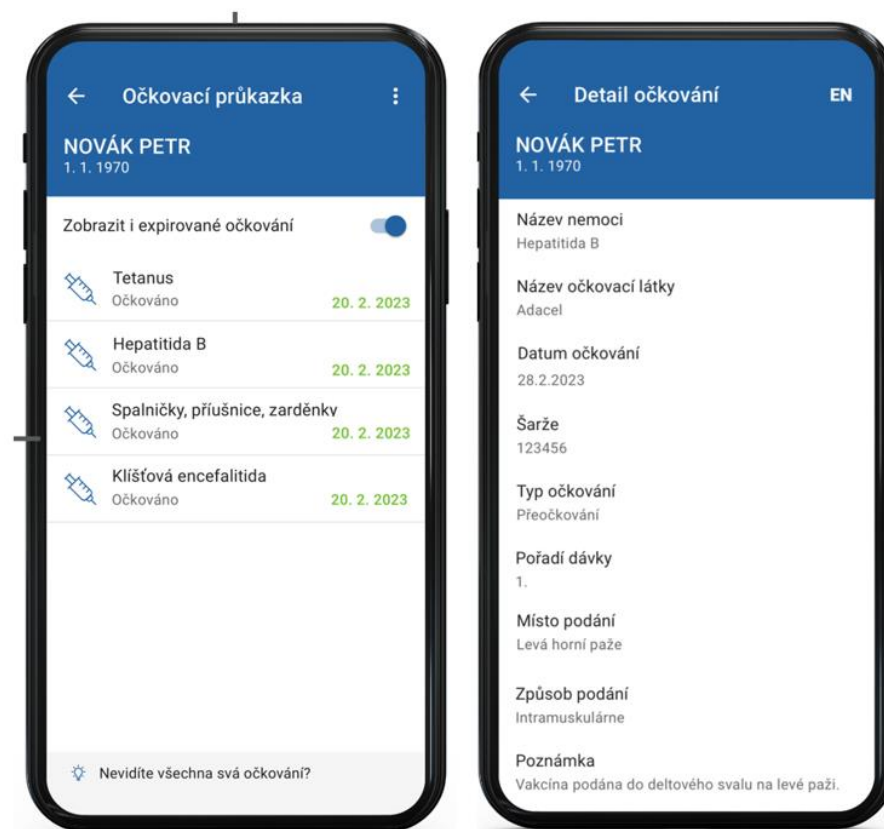 Očkovací průkazka
NOVÁK PETR
1. 1. 1970
Zobrazit i expirované očkování
Tetanus
Očkováno 20. 2. 2023
Hepatitida B
Očkováno 20. 2. 2023
Spalničky, příušnice, zarděnky
Očkováno 20. 2. 2023
Klíšťová encefalitida
Očkováno 20. 2. 2023
Nevidíte všechna svá očkování?
Detail očkování EN
NOVÁK PETR
1. 1. 1970
Název nemoci
Hepatitida B
Název očkovací látky
Adacel
Datum očkování
28.2.2023
Šarže
123456
Typ očkování
Přeočkování
Pořadí dávky
1.
Místo podání
Levá horní paže
Způsob podání
Intramuskulárne
Poznámka
Vakcína podána do deltového svalu na levé paži.